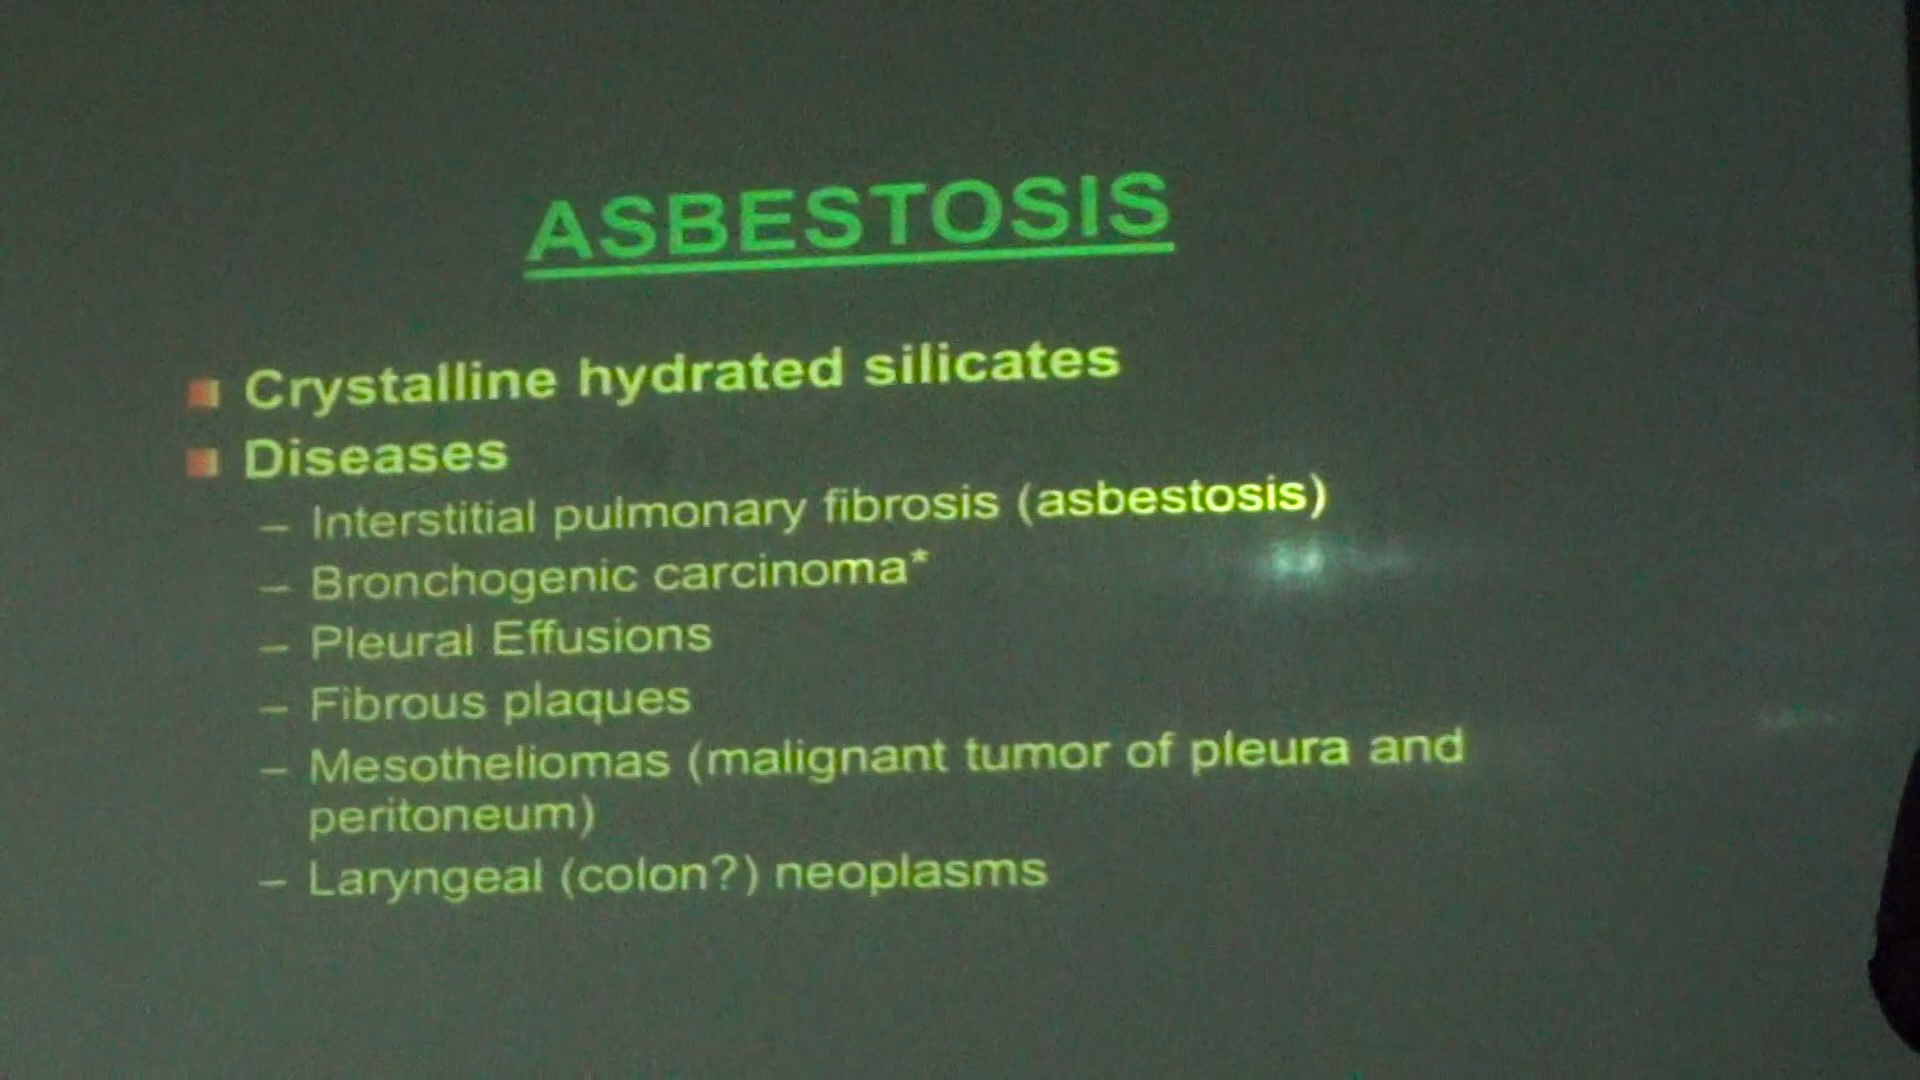 ASBESTOSIS
Crystalline hydrated silicates
Diseases
– Interstitial pulmonary fibrosis (asbestosis)
– Bronchogenic carcinoma*
– Pleural Effusions
– Fibrous plaques
– Mesotheliomas (malignant tumor of pleura and
peritoneum)
– Laryngeal (colon?) neoplasms